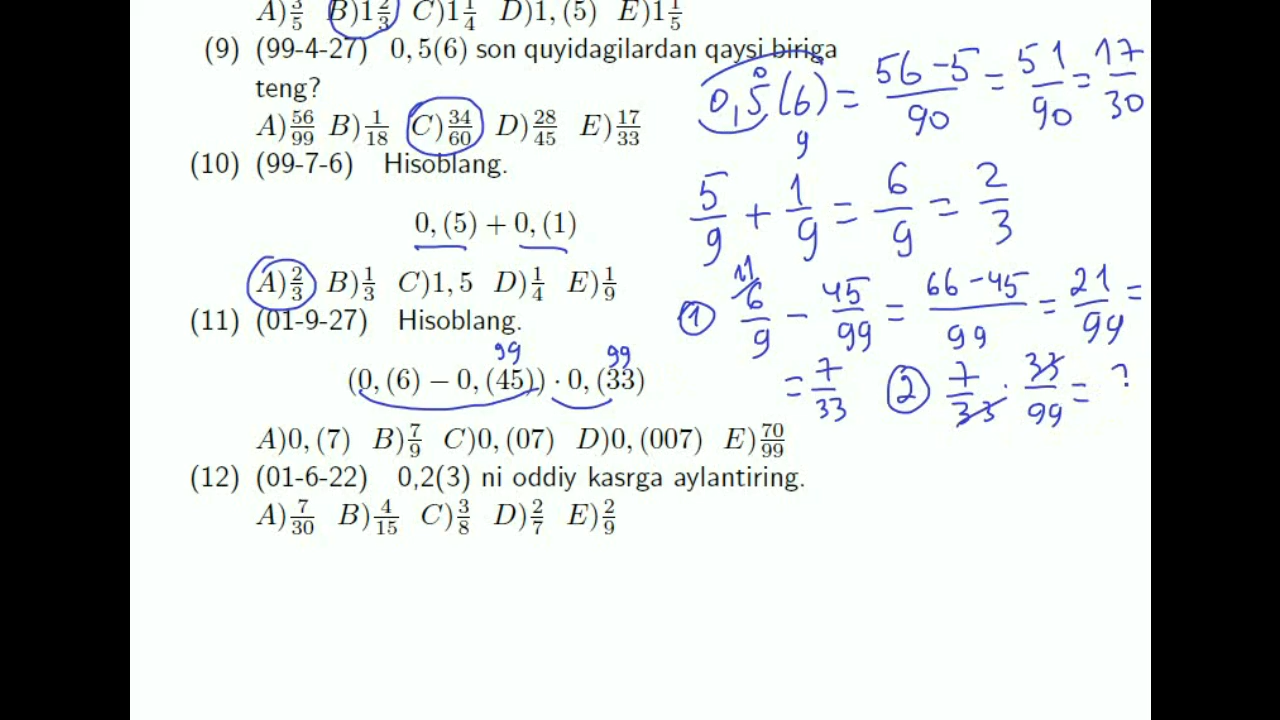 A) 3/5 B) 1 2/3 C) 1 1/4 D) 1, (5) E) 1 1/5
(9) (99-4-27) 0, 5(6) son quyidagilardan qaysi biriga
teng?
A) 56/99 B) 1/18 C) 34/60 D) 28/45 E) 17/33
0,5(6) = 56-5/90 = 51/90 = 17/30
0
9
(10) (99-7-6) Hisoblang.
0, (5) + 0, (1)
A) 2/3 B) 1/3 C) 1, 5 D) 1/4 E) 1/9
5/9 + 1/9 = 6/9 = 2/3
(11) (01-9-27) Hisoblang.
99 99
(0, (6) − 0, (45)) · 0, (33)
A) 0, (7) B) 7/9 C) 0, (07) D) 0, (007) E) 70/99
11
① 6/9 - 45/99 = 66-45/99 = 21/99 =
= 7/33 ② 7/33 · 33/99 = ?
(12) (01-6-22) 0,2(3) ni oddiy kasrga aylantiring.
A) 7/30 B) 4/15 C) 3/8 D) 2/7 E) 2/9